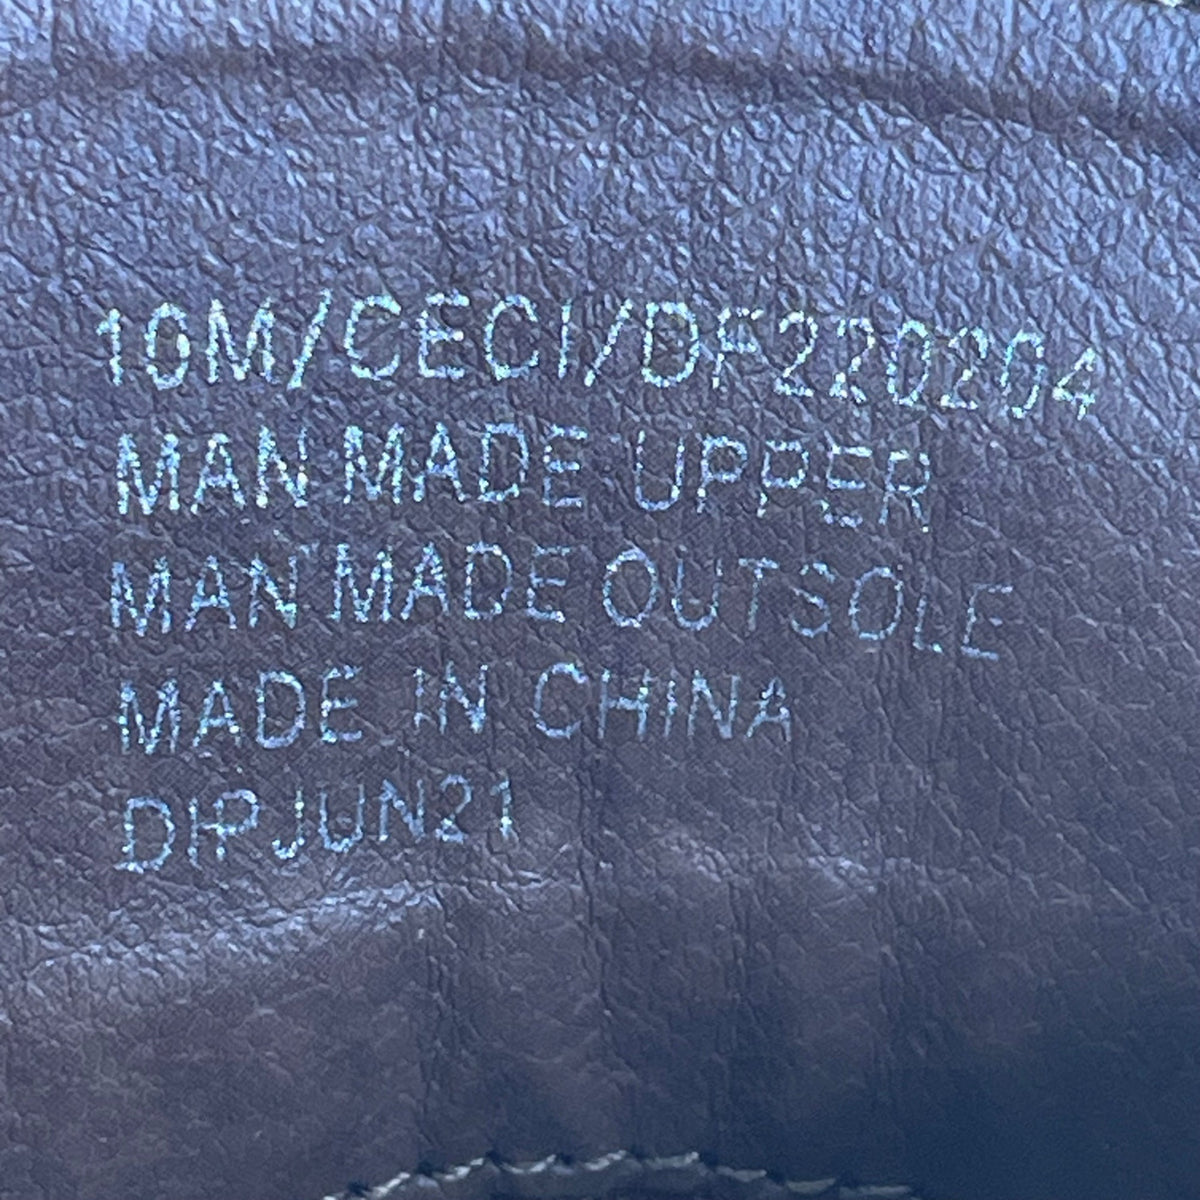 10M/CECI/DF220204
MAN MADE UPPER
MAN MADE OUTSOLE
MADE IN CHINA
DIPJUN21